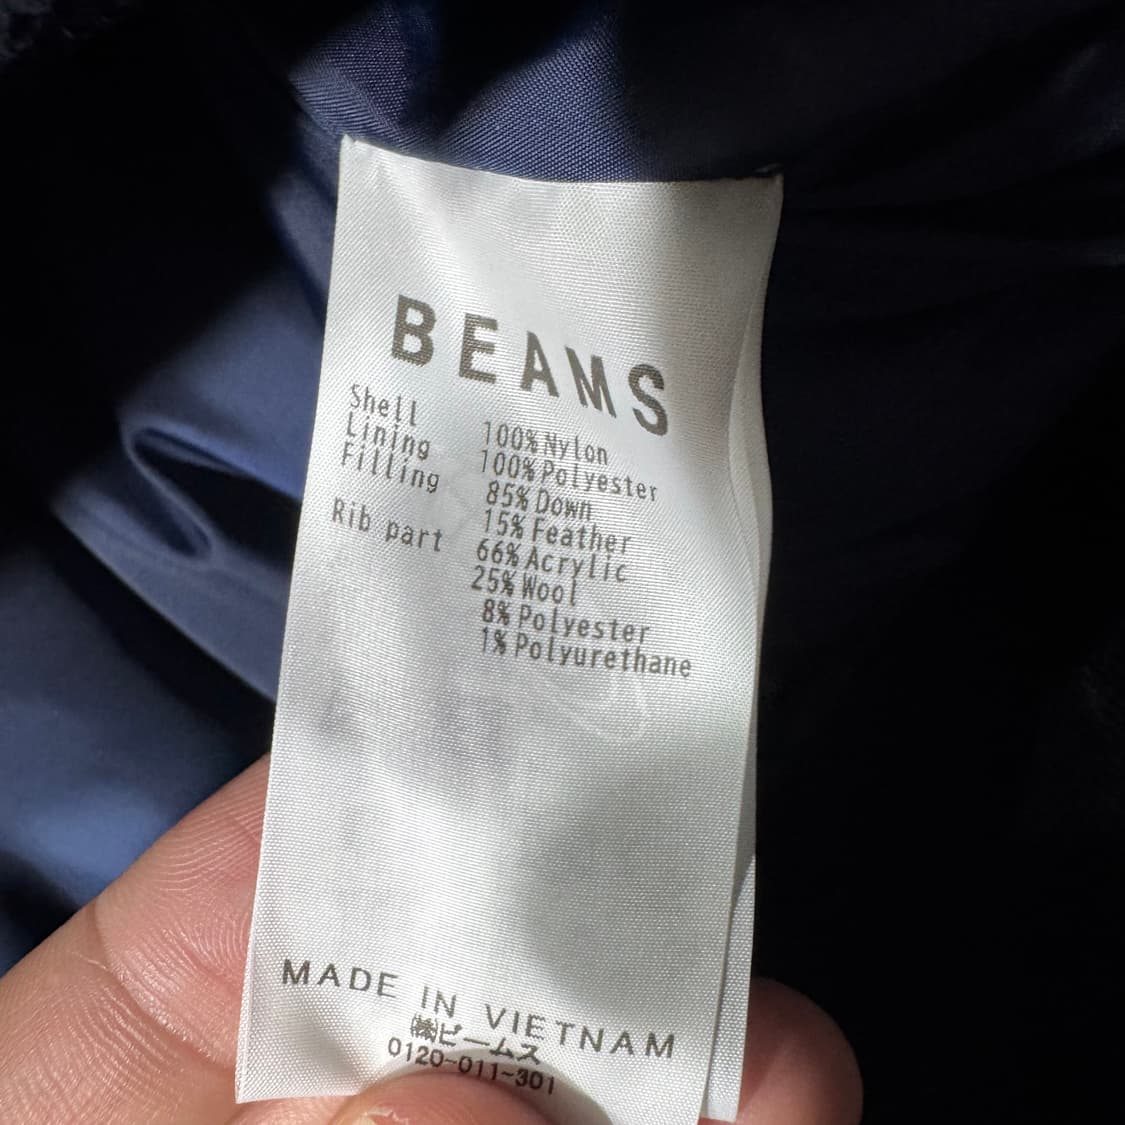 BEAMS
Shell 100% Nylon
Lining 100% Polyester
Filling 85% Down
15% Feather
Rib part 66% Acrylic
25% Wool
8% Polyester
1% Polyurethane
MADE IN VIETNAM
㈱ビームス
0120-011-301